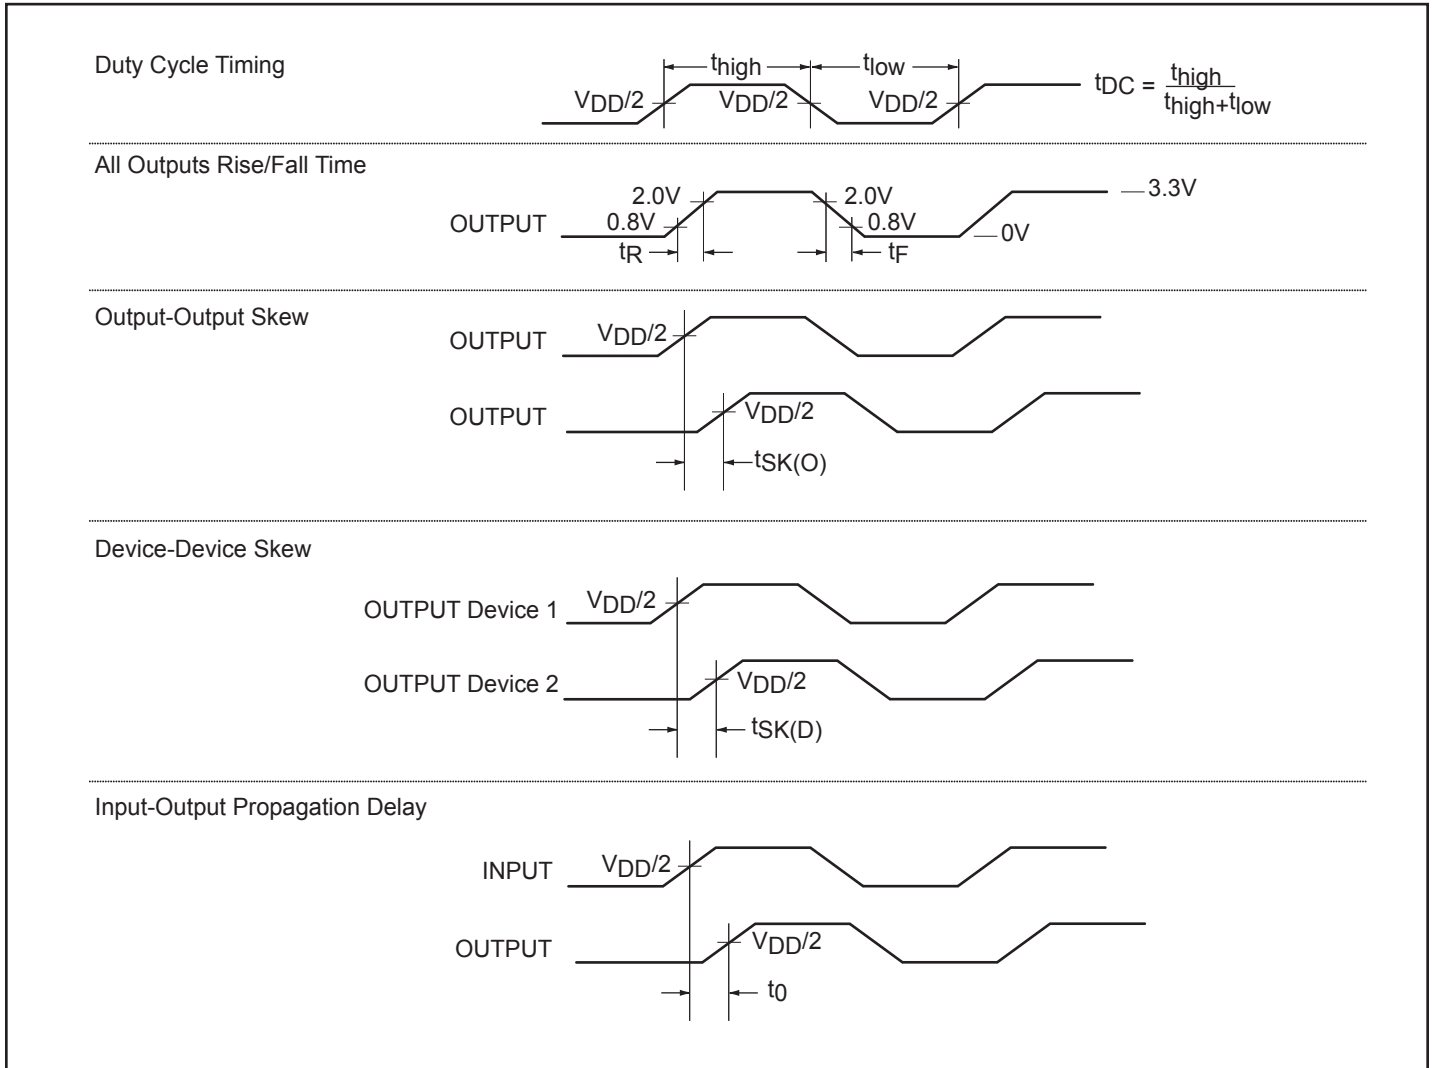 Duty Cycle Timing
thigh
tlow
VDD/2
VDD/2
VDD/2
tDC = thigh
thigh+tlow
All Outputs Rise/Fall Time
OUTPUT
2.0V
0.8V
2.0V
0.8V
3.3V
0V
tR
tF
Output-Output Skew
OUTPUT
VDD/2
OUTPUT
VDD/2
tSK(O)
Device-Device Skew
OUTPUT Device 1
VDD/2
OUTPUT Device 2
VDD/2
tSK(D)
Input-Output Propagation Delay
INPUT
VDD/2
OUTPUT
VDD/2
t0